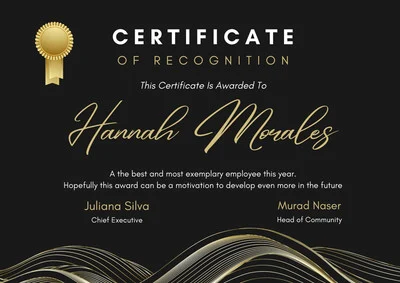 CERTIFICATE
OF RECOGNITION
This Certificate Is Awarded To
Hannah Morales
A the best and most exemplary employee this year.
Hopefully this award can be a motivation to develop even more in the future
Juliana Silva
Chief Executive
Murad Naser
Head of Community